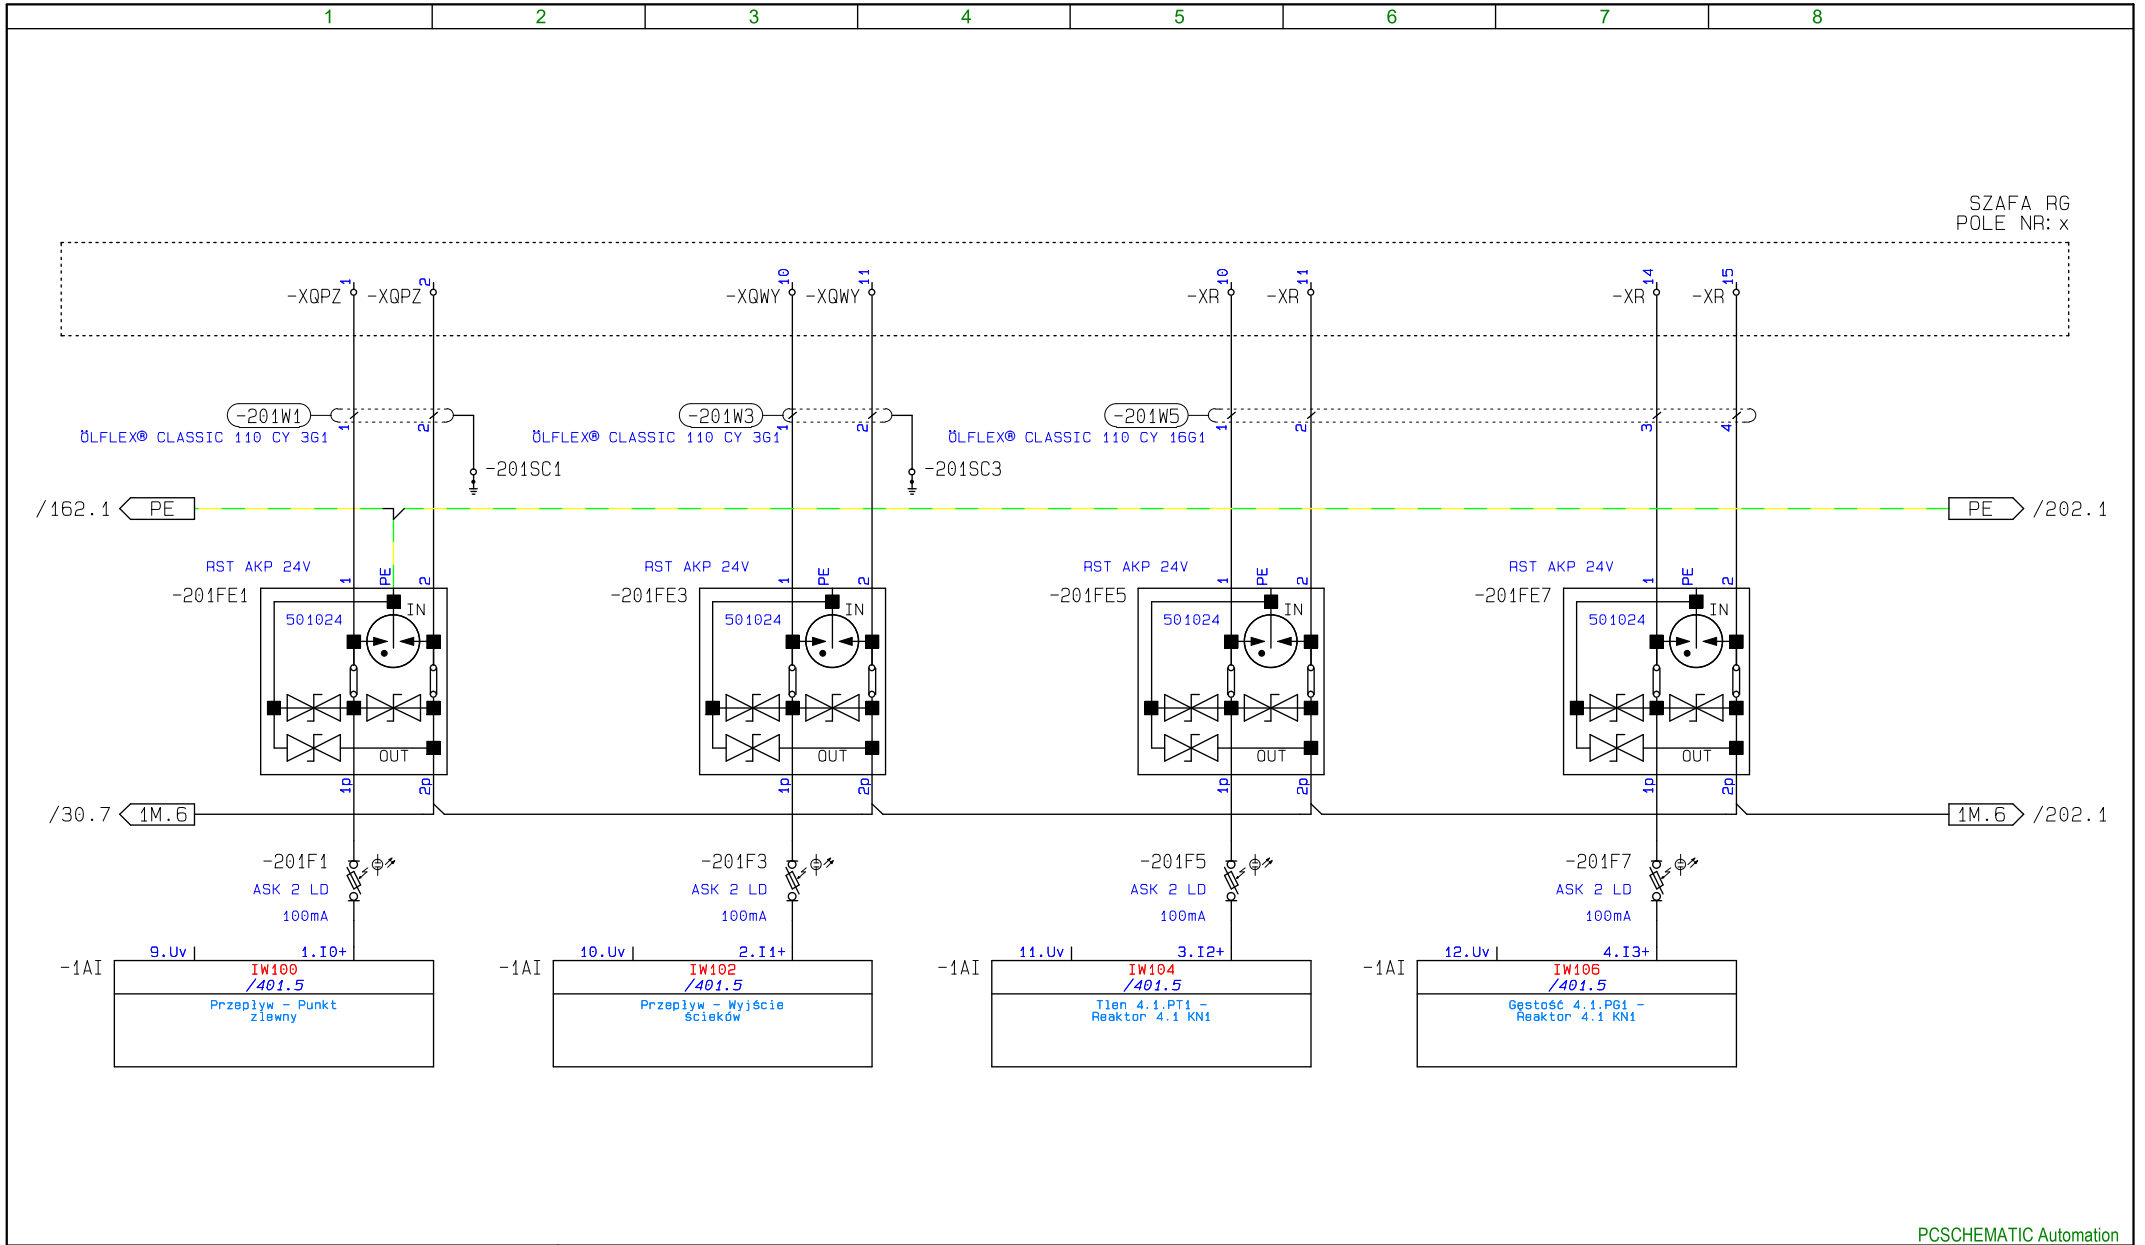 1 2 3 4 5 6 7 8
SZAFA RG
POLE NR: x
1 2 10 11 10 11 14 15
-XQPZ -XQPZ -XQWY -XQWY -XR -XR -XR -XR
-201W1 -201W3 -201W5
1 2 1 2 1 2 3 4
ÖLFLEX® CLASSIC 110 CY 3G1 ÖLFLEX® CLASSIC 110 CY 3G1 ÖLFLEX® CLASSIC 110 CY 16G1
-201SC1 -201SC3
/162.1 PE PE /202.1
RST AKP 24V RST AKP 24V RST AKP 24V RST AKP 24V
1 PE 2 1 PE 2 1 PE 2 1 PE 2
-201FE1 -201FE3 -201FE5 -201FE7
IN IN IN IN
501024 501024 501024 501024
OUT OUT OUT OUT
1p 2p 1p 2p 1p 2p 1p 2p
/30.7 1M.6 1M.6 /202.1
-201F1 -201F3 -201F5 -201F7
ASK 2 LD ASK 2 LD ASK 2 LD ASK 2 LD
100mA 100mA 100mA 100mA
9.Uv 1.I0+ 10.Uv 2.I1+ 11.Uv 3.I2+ 12.Uv 4.I3+
-1AI IW100 -1AI IW102 -1AI IW104 -1AI IW106
/401.5 /401.5 /401.5 /401.5
Przepływ - Punkt Przepływ - Wyjście Tlen 4.1.PT1 - Gęstość 4.1.PG1 -
zlewny Ścieków Reaktor 4.1 KN1 Reaktor 4.1 KN1
PCSCHEMATIC Automation